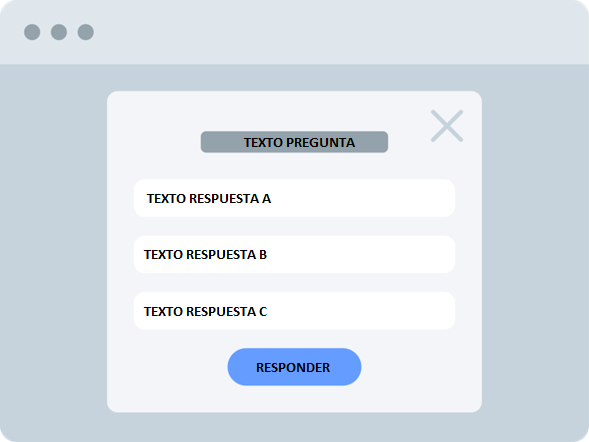 TEXTO PREGUNTA
TEXTO RESPUESTA A
TEXTO RESPUESTA B
TEXTO RESPUESTA C
RESPONDER